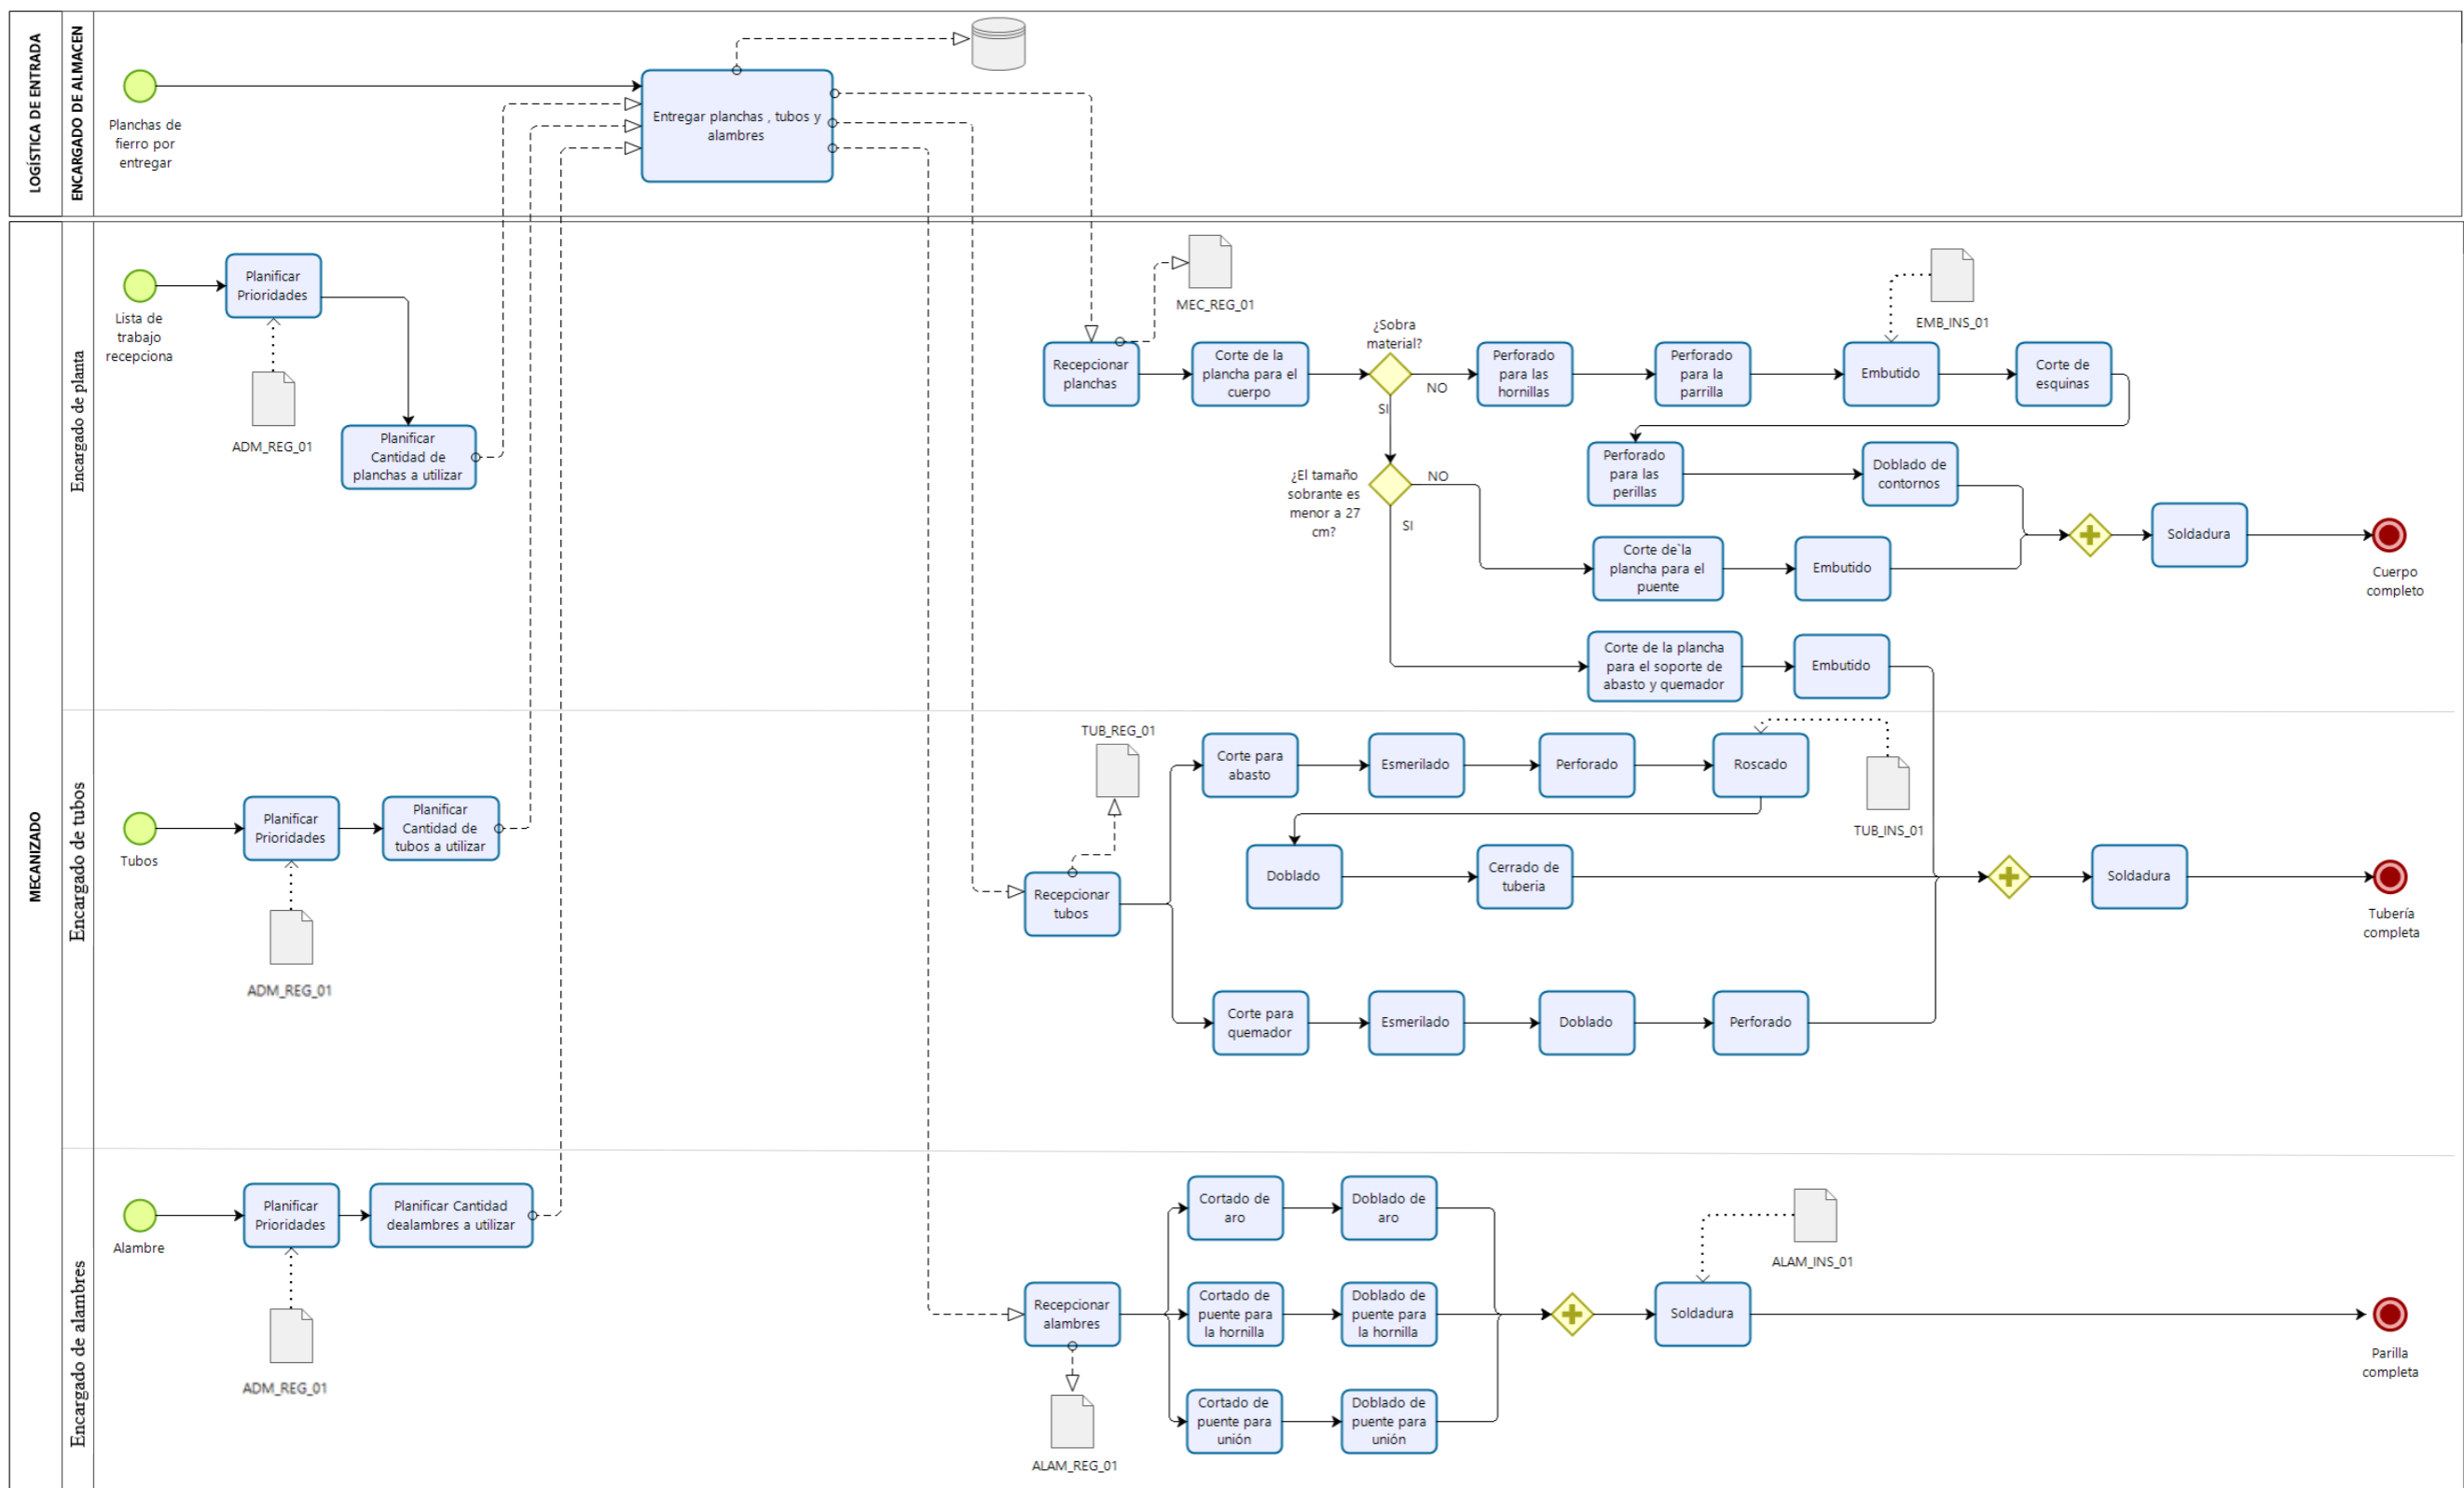 LOGÍSTICA DE ENTRADA
ENCARGADO DE ALMACEN
Planchas de
fierro por
entregar
Entregar planchas , tubos y
alambres
MECANIZADO
Encargado de planta
Lista de
trabajo
recepciona
Planificar
Prioridades
ADM_REG_01
Planificar
Cantidad de
planchas a utilizar
Recepcionar
planchas
MEC_REG_01
Corte de la
plancha para el
cuerpo
¿Sobra
material?
NO
SI
Perforado
para las
hornillas
Perforado
para la
parrilla
Embutido
EMB_INS_01
Corte de
esquinas
Perforado
para las
perillas
Doblado de
contornos
¿El tamaño
sobrante es
menor a 27
cm?
NO
SI
Corte de`la
plancha para el
puente
Embutido
Soldadura
Cuerpo
completo
Corte de la plancha
para el soporte de
abasto y quemador
Embutido
Encargado de tubos
Tubos
Planificar
Prioridades
ADM_REG_01
Planificar
Cantidad de
tubos a utilizar
TUB_REG_01
Recepcionar
tubos
Corte para
abasto
Esmerilado
Perforado
Roscado
TUB_INS_01
Doblado
Cerrado de
tuberia
Soldadura
Tubería
completa
Corte para
quemador
Esmerilado
Doblado
Perforado
Encargado de alambres
Alambre
Planificar
Prioridades
ADM_REG_01
Planificar Cantidad
dealambres a utilizar
Recepcionar
alambres
ALAM_REG_01
Cortado de
aro
Doblado de
aro
Cortado de
puente para
la hornilla
Doblado de
puente para
la hornilla
Cortado de
puente para
unión
Doblado de
puente para
unión
Soldadura
ALAM_INS_01
Parilla
completa